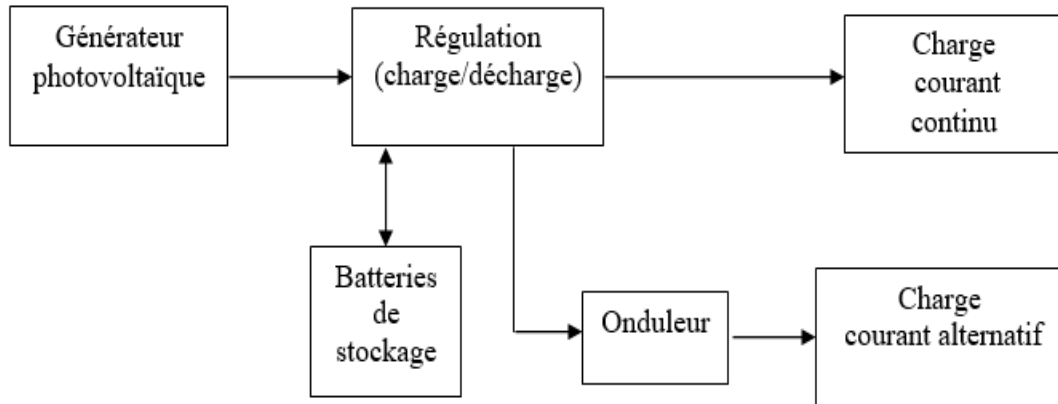 Générateur
photovoltaïque
Régulation
(charge/décharge)
Charge
courant
continu
Batteries
de
stockage
Onduleur
Charge
courant alternatif